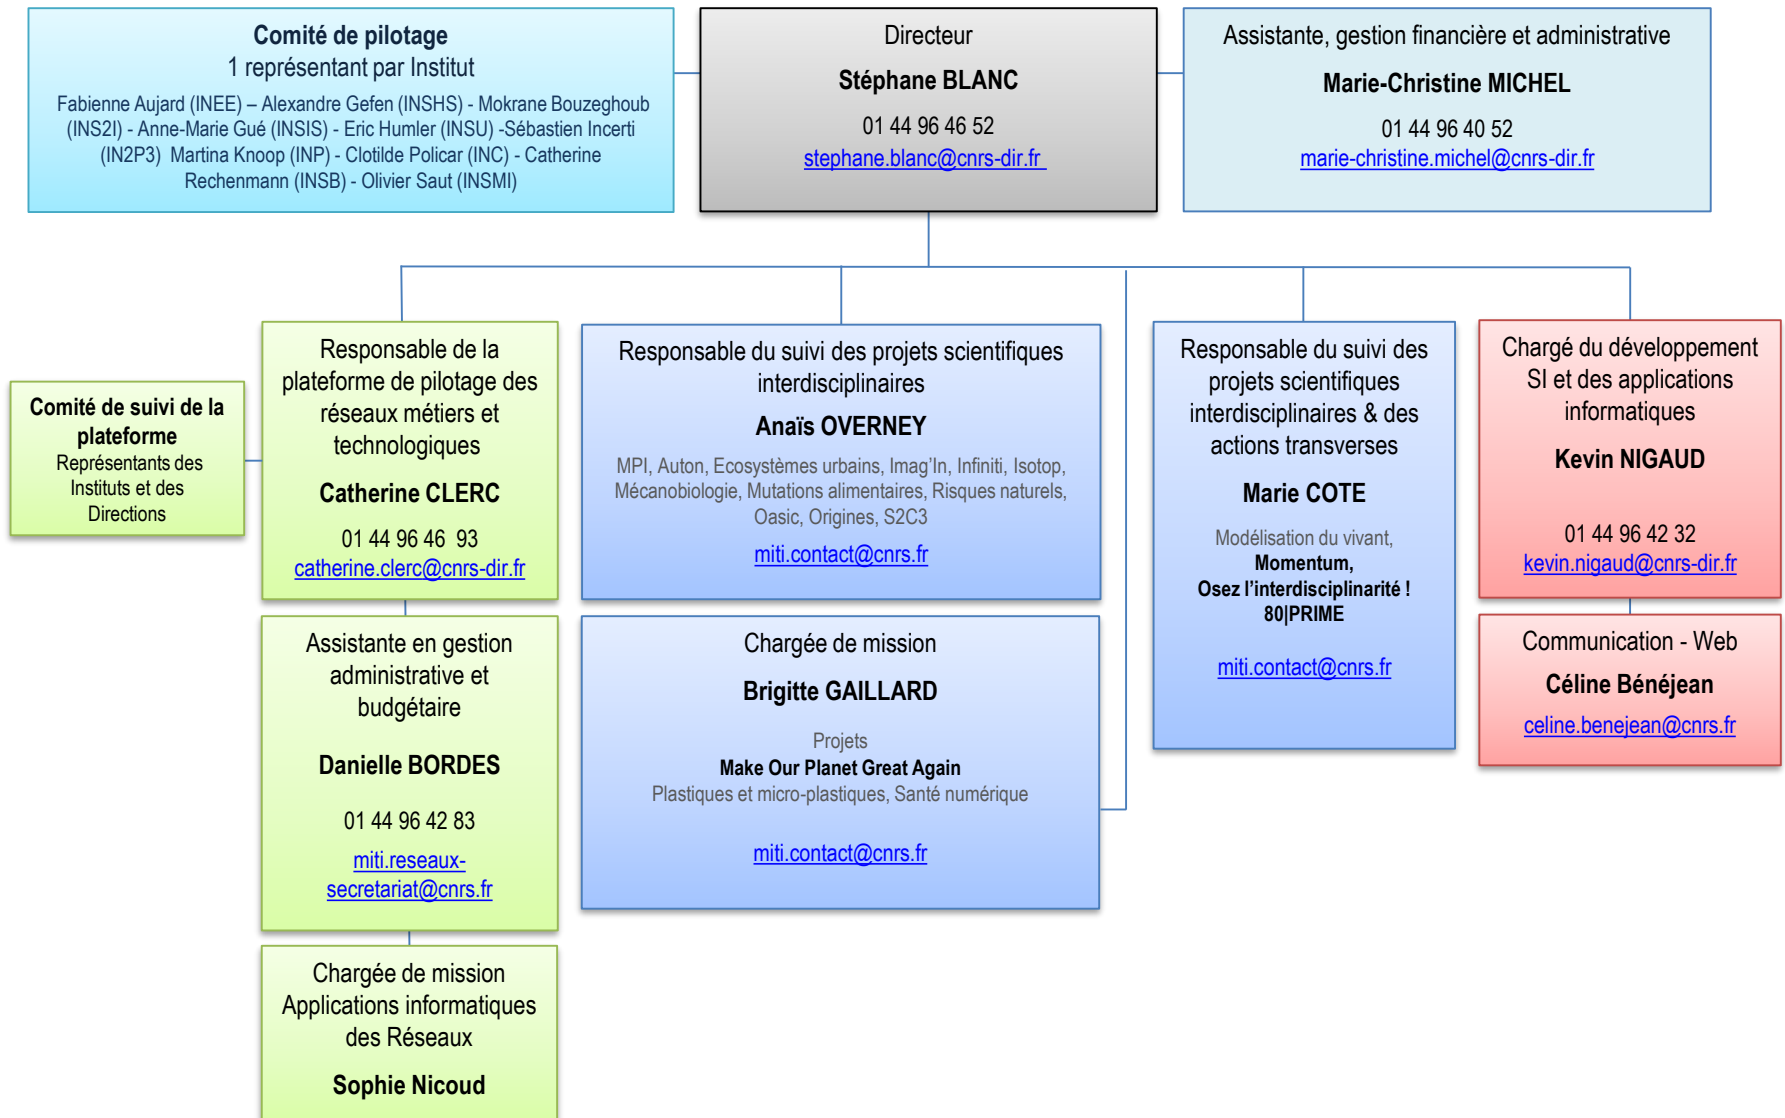 Comité de pilotage
1 représentant par Institut
Fabienne Aujard (INEE) – Alexandre Gefen (INSHS) - Mokrane Bouzeghoub
(INS2I) - Anne-Marie Gué (INSIS) - Eric Humler (INSU) -Sébastien Incerti
(IN2P3)  Martina Knoop (INP) - Clotilde Policar (INC) - Catherine
Rechenmann (INSB) - Olivier Saut (INSMI)
Directeur
Stéphane BLANC
01 44 96 46 52
stephane.blanc@cnrs-dir.fr
Assistante, gestion financière et administrative
Marie-Christine MICHEL
01 44 96 40 52
marie-christine.michel@cnrs-dir.fr
Comité de suivi de la
plateforme
Représentants des
Instituts et des
Directions
Responsable de la
plateforme de pilotage des
réseaux métiers et
technologiques
Catherine CLERC
01 44 96 46  93
catherine.clerc@cnrs-dir.fr
Assistante en gestion
administrative et
budgétaire
Danielle BORDES
01 44 96 42 83
miti.reseaux-
secretariat@cnrs.fr
Chargée de mission
Applications informatiques
des Réseaux
Sophie Nicoud
Responsable du suivi des projets scientifiques
interdisciplinaires
Anaïs OVERNEY
MPI, Auton, Ecosystèmes urbains, Imag'In, Infiniti, Isotop,
Mécanobiologie, Mutations alimentaires, Risques naturels,
Oasic, Origines, S2C3
miti.contact@cnrs.fr
Chargée de mission
Brigitte GAILLARD
Projets
Make Our Planet Great Again
Plastiques et micro-plastiques, Santé numérique
miti.contact@cnrs.fr
Responsable du suivi des
projets scientifiques
interdisciplinaires & des
actions transverses
Marie COTE
Modélisation du vivant,
Momentum,
Osez l'interdisciplinarité !
80|PRIME
miti.contact@cnrs.fr
Chargé du développement
SI et des applications
informatiques
Kevin NIGAUD
01 44 96 42 32
kevin.nigaud@cnrs-dir.fr
Communication - Web
Céline Bénéjean
celine.benejean@cnrs.fr